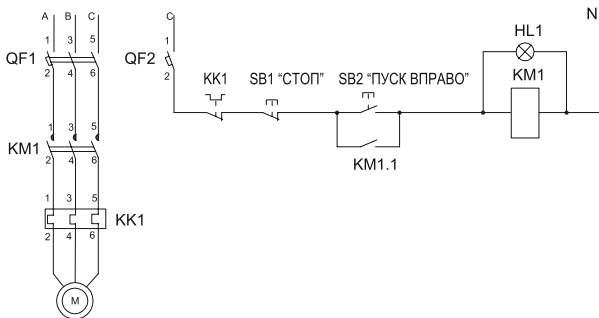 A B C
1 3 5
QF1
2 4 6
1 3 5
KM1
2 4 6
1 3 5
KK1
2 4 6
M
C
1
QF2
2
KK1
SB1 “СТОП”
SB2 “ПУСК ВПРАВО”
KM1.1
HL1
KM1
N